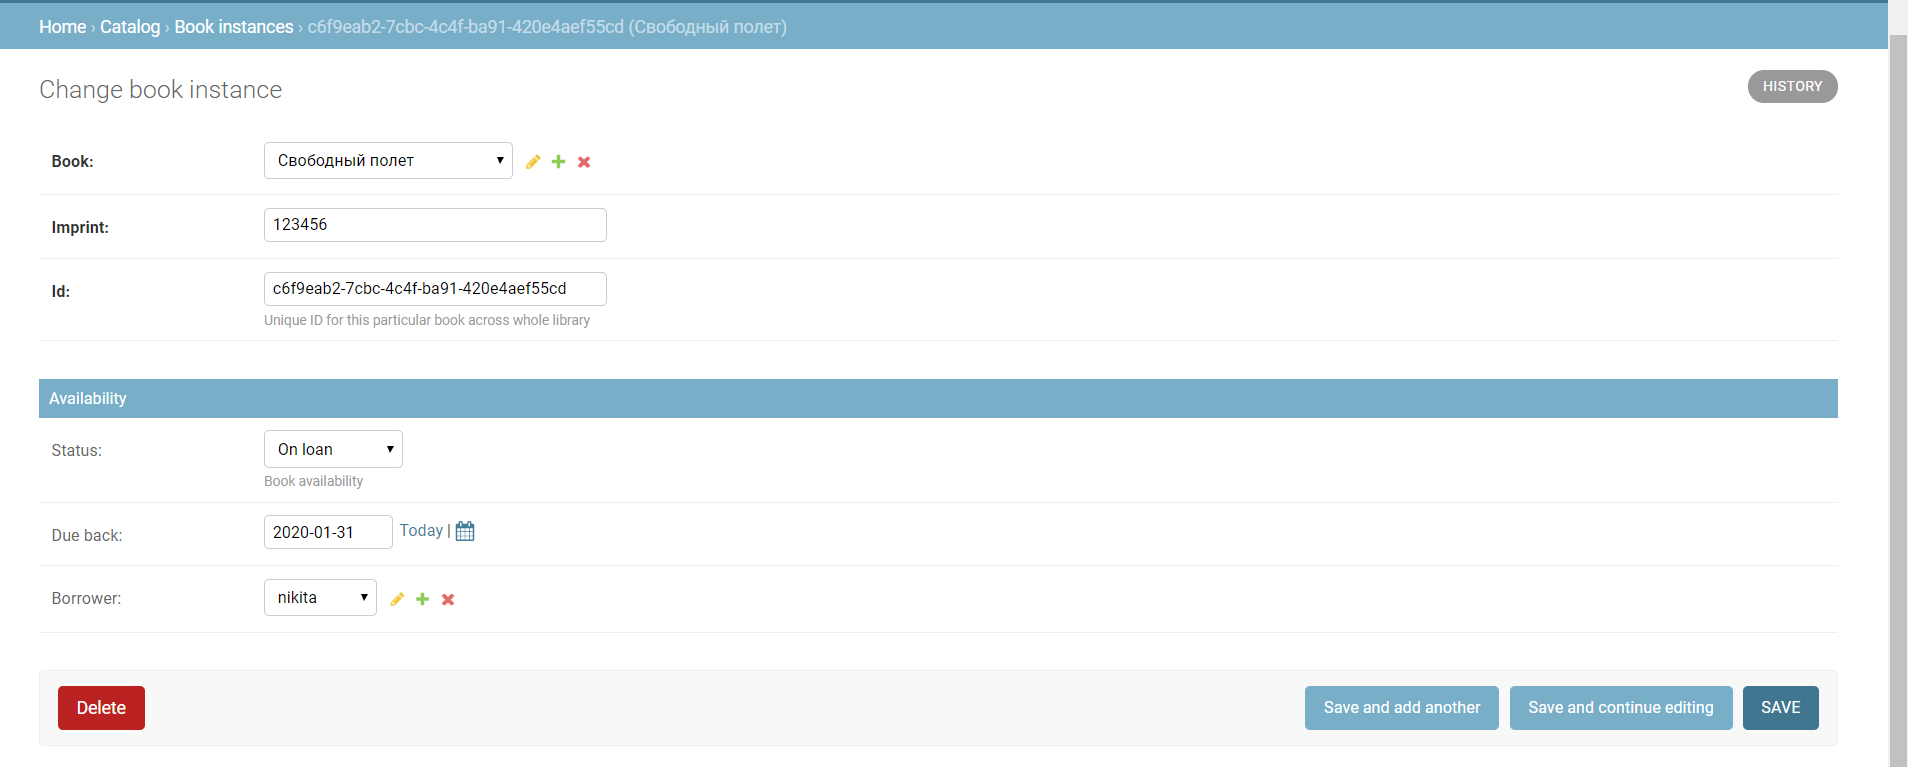 Home › Catalog › Book instances › c6f9eab2-7cbc-4c4f-ba91-420e4aef55cd (Свободный полет)
Change book instance
HISTORY
Book: Свободный полет
Imprint: 123456
Id: c6f9eab2-7cbc-4c4f-ba91-420e4aef55cd
Unique ID for this particular book across whole library
Availability
Status: On loan
Book availability
Due back: 2020-01-31 Today |
Borrower: nikita
Delete Save and add another Save and continue editing SAVE